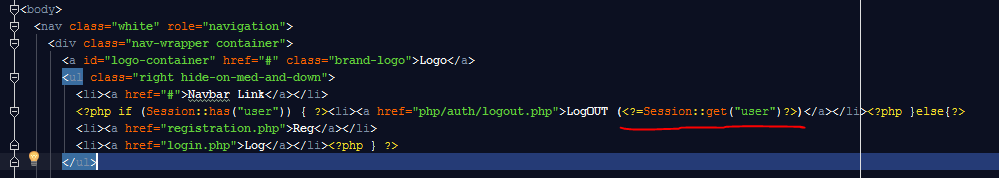 <body>
<nav class="white" role="navigation">
<div class="nav-wrapper container">
<a id="logo-container" href="#" class="brand-logo">Logo</a>
<ul class="right hide-on-med-and-down">
<li><a href="#">Navbar Link</a></li>
<?php if (Session::has("user")) { ?><li><a href="php/auth/logout.php">LogOUT (<?=Session::get("user")?>)</a></li><?php }else{?>
<li><a href="registration.php">Reg</a></li>
<li><a href="login.php">Log</a></li><?php } ?>
</ul>